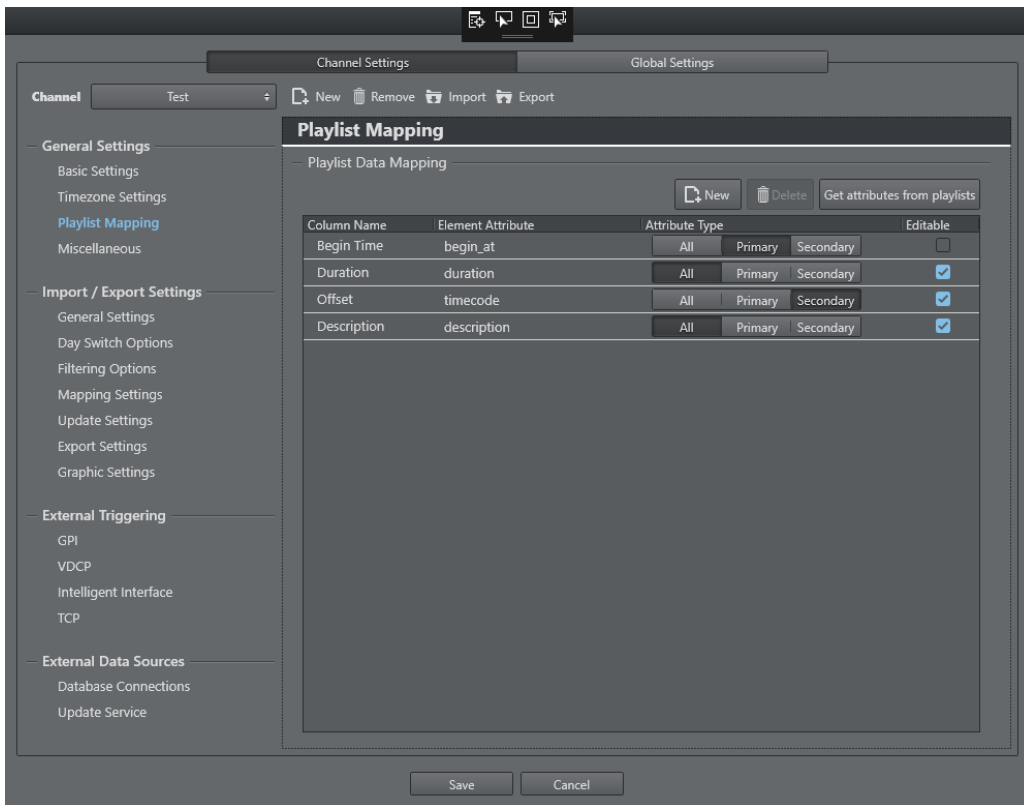 Channel Settings Global Settings
Channel Test New Remove Import Export
General Settings
Basic Settings
Timezone Settings
Playlist Mapping
Miscellaneous
Import / Export Settings
General Settings
Day Switch Options
Filtering Options
Mapping Settings
Update Settings
Export Settings
Graphic Settings
External Triggering
GPI
VDCP
Intelligent Interface
TCP
External Data Sources
Database Connections
Update Service
Playlist Mapping
Playlist Data Mapping
New Delete Get attributes from playlists
Column Name Element Attribute Attribute Type Editable
Begin Time begin_at All Primary Secondary
Duration duration All Primary Secondary
Offset timecode All Primary Secondary
Description description All Primary Secondary
Save Cancel